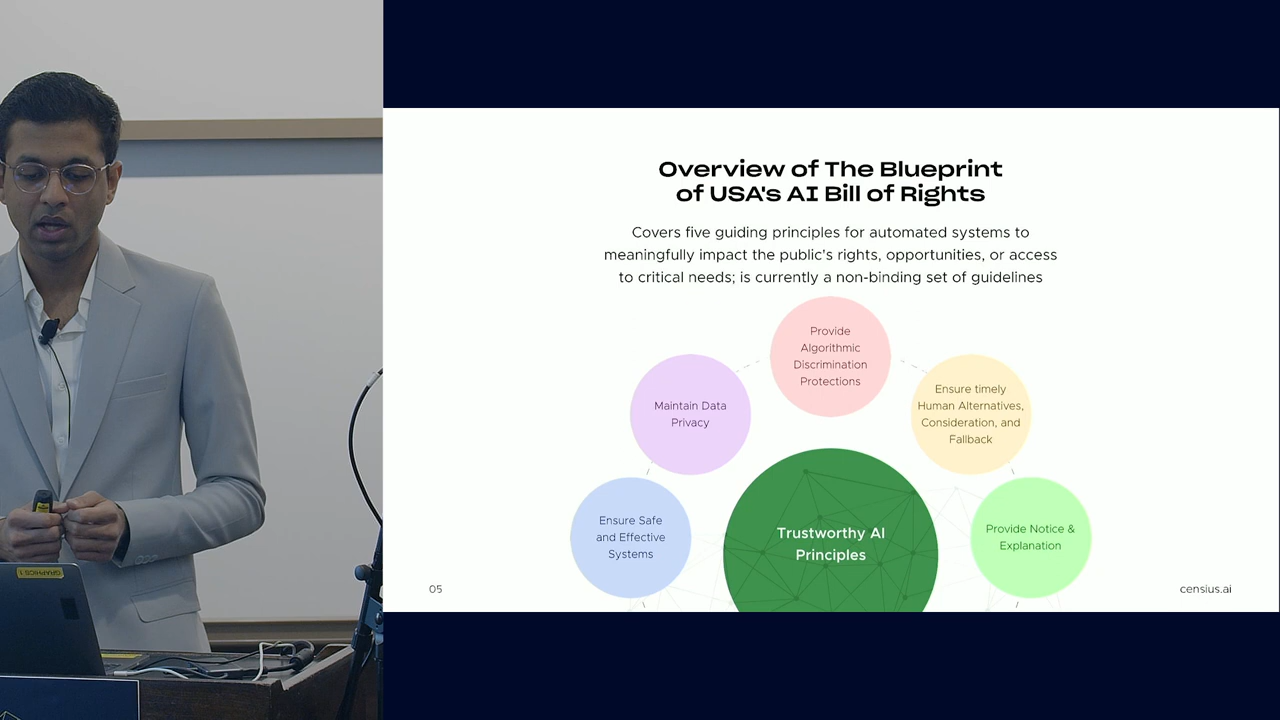 Overview of The Blueprint
of USA's AI Bill of Rights
Covers five guiding principles for automated systems to
meaningfully impact the public's rights, opportunities, or access
to critical needs; is currently a non-binding set of guidelines
Provide
Algorithmic
Discrimination
Protections
Maintain Data
Privacy
Ensure timely
Human Alternatives,
Consideration, and
Fallback
Ensure Safe
and Effective
Systems
Trustworthy AI
Principles
Provide Notice &
Explanation
05
censius.ai
GRAPHICS 1